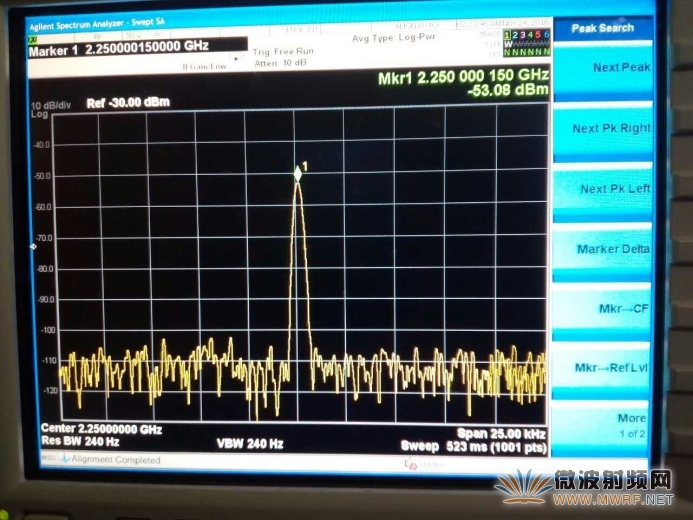 Agilent Spectrum Analyzer - Swept SA
Marker 1 2.250000150000 GHz
IFGain:Low
Trig: Free Run
Atten: 10 dB
Avg Type: Log-Pwr
1 2 3 4 5 6
W
N N N N N N
Mkr1 2.250 000 150 GHz
-53.08 dBm
10 dB/div
Log
Ref -30.00 dBm
1
-40.0
-50.0
-60.0
-70.0
-80.0
-90.0
-100
-110
-120
Center 2.25000000 GHz
Res BW 240 Hz
VBW 240 Hz
Span 25.00 kHz
Sweep 523 ms (1001 pts)
MSG
Alignment Completed
STATUS
Peak Search
Next Peak
Next Pk Right
Next Pk Left
Marker Delta
Mkr→CF
Mkr→Ref Lvl
More
1 of 2
微波射频网
WWW.MWRF.NET